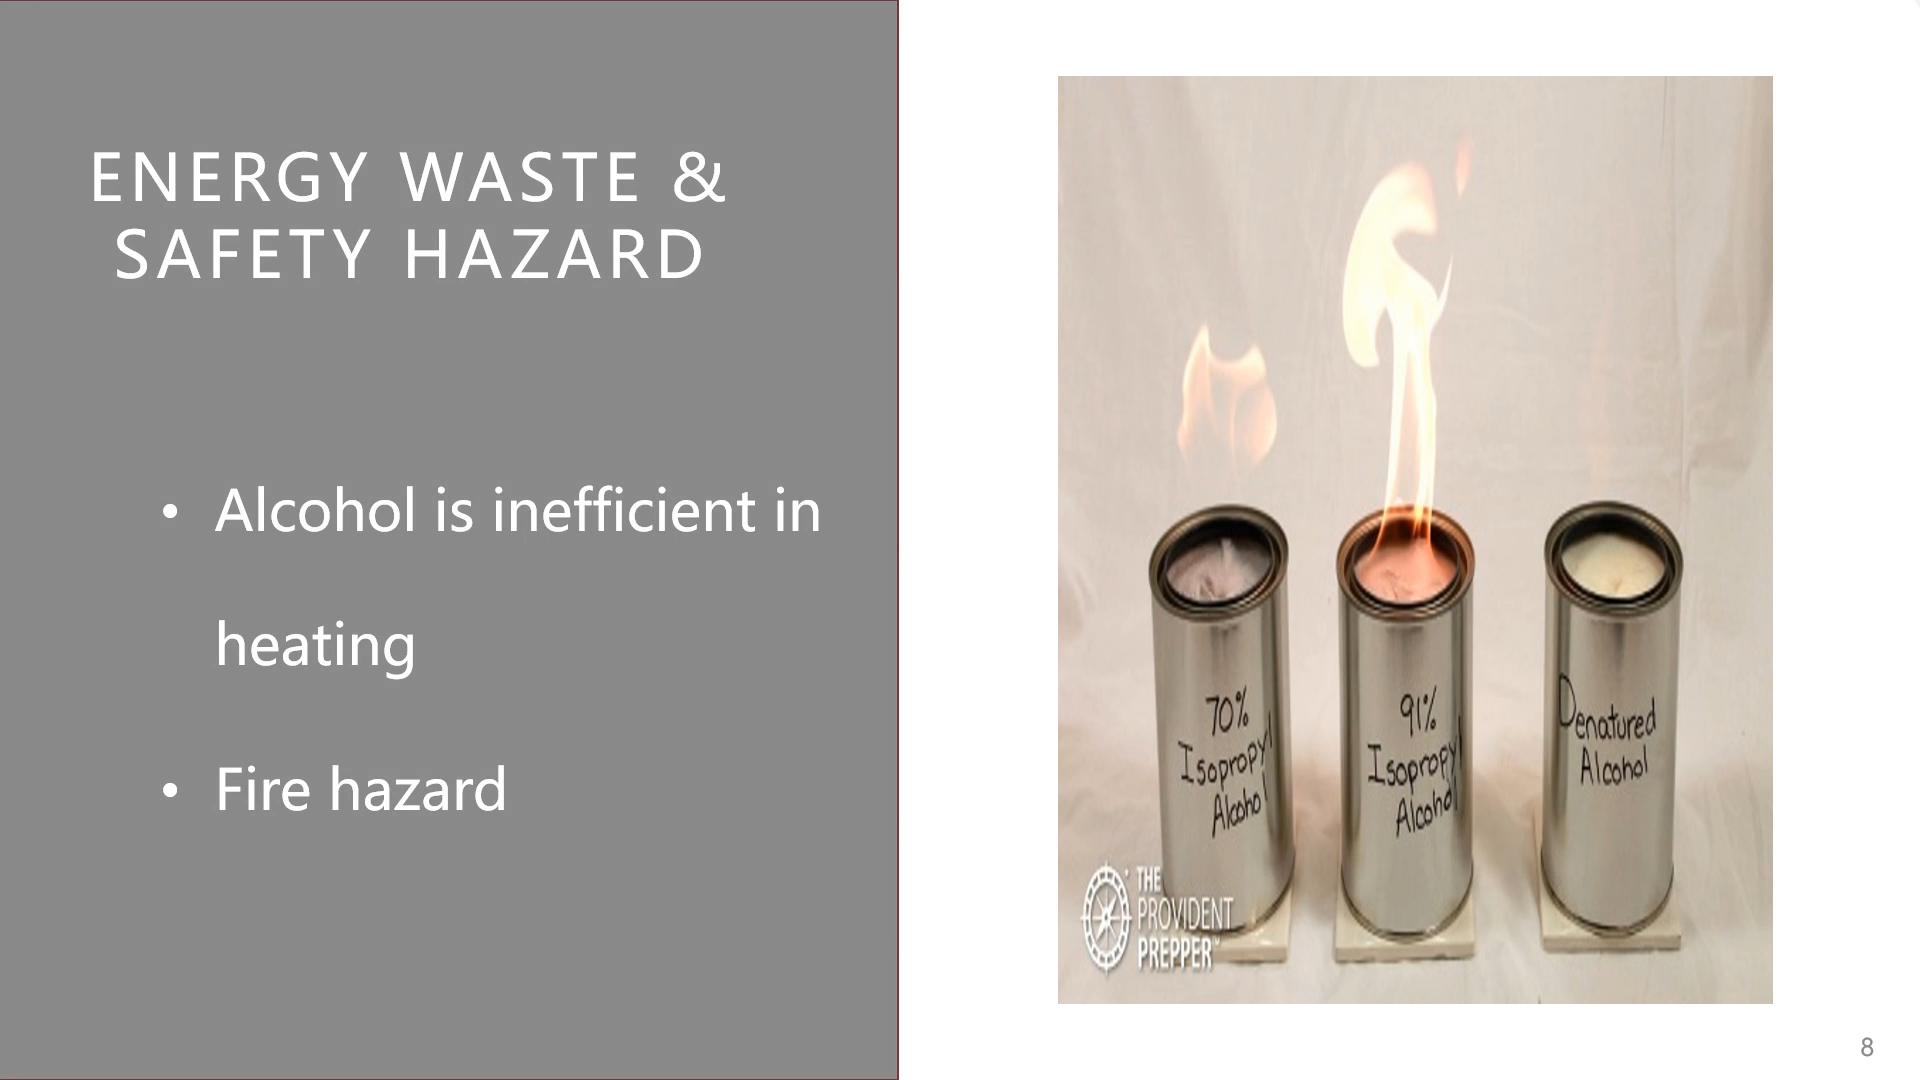 ENERGY WASTE &
SAFETY HAZARD
• Alcohol is inefficient in
heating
• Fire hazard
70%
Isopropyl
Alcohol
91%
Isopropyl
Alcohol
Denatured
Alcohol
THE
PROVIDENT
PREPPER
8